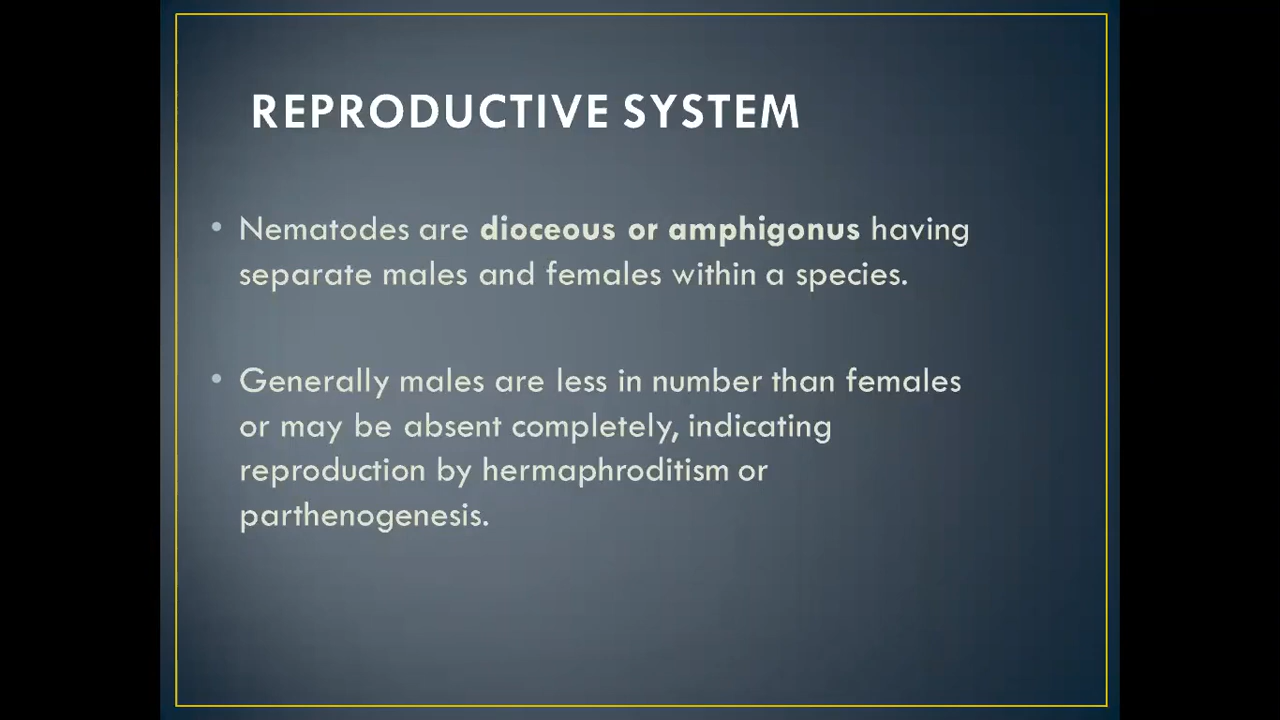 REPRODUCTIVE SYSTEM
• Nematodes are dioceous or amphigonus having
separate males and females within a species.
• Generally males are less in number than females
or may be absent completely, indicating
reproduction by hermaphroditism or
parthenogenesis.